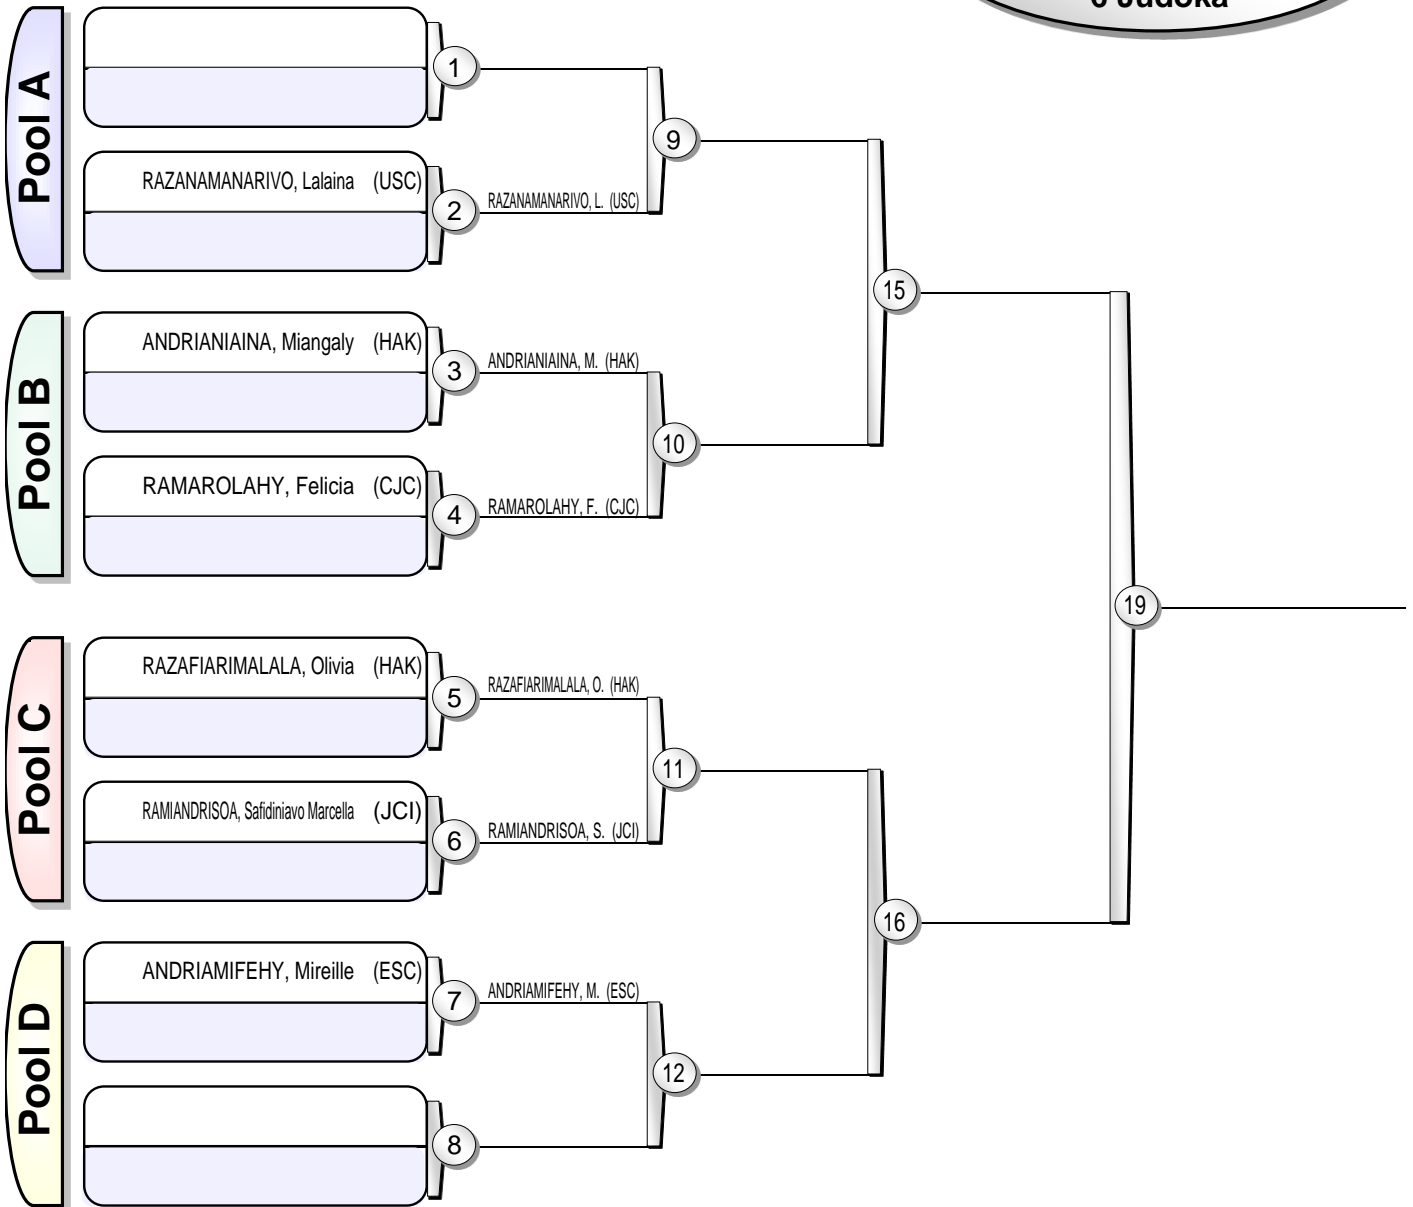 6 Judoka
Pool A
1
9
RAZANAMANARIVO, Lalaina (USC)
2
RAZANAMANARIVO, L. (USC)
15
Pool B
ANDRIANIAINA, Miangaly (HAK)
3
ANDRIANIAINA, M. (HAK)
10
RAMAROLAHY, Felicia (CJC)
4
RAMAROLAHY, F. (CJC)
19
Pool C
RAZAFIARIMALALA, Olivia (HAK)
5
RAZAFIARIMALALA, O. (HAK)
11
RAMIANDRISOA, Safidiniavo Marcella (JCI)
6
RAMIANDRISOA, S. (JCI)
16
Pool D
ANDRIAMIFEHY, Mireille (ESC)
7
ANDRIAMIFEHY, M. (ESC)
12
8